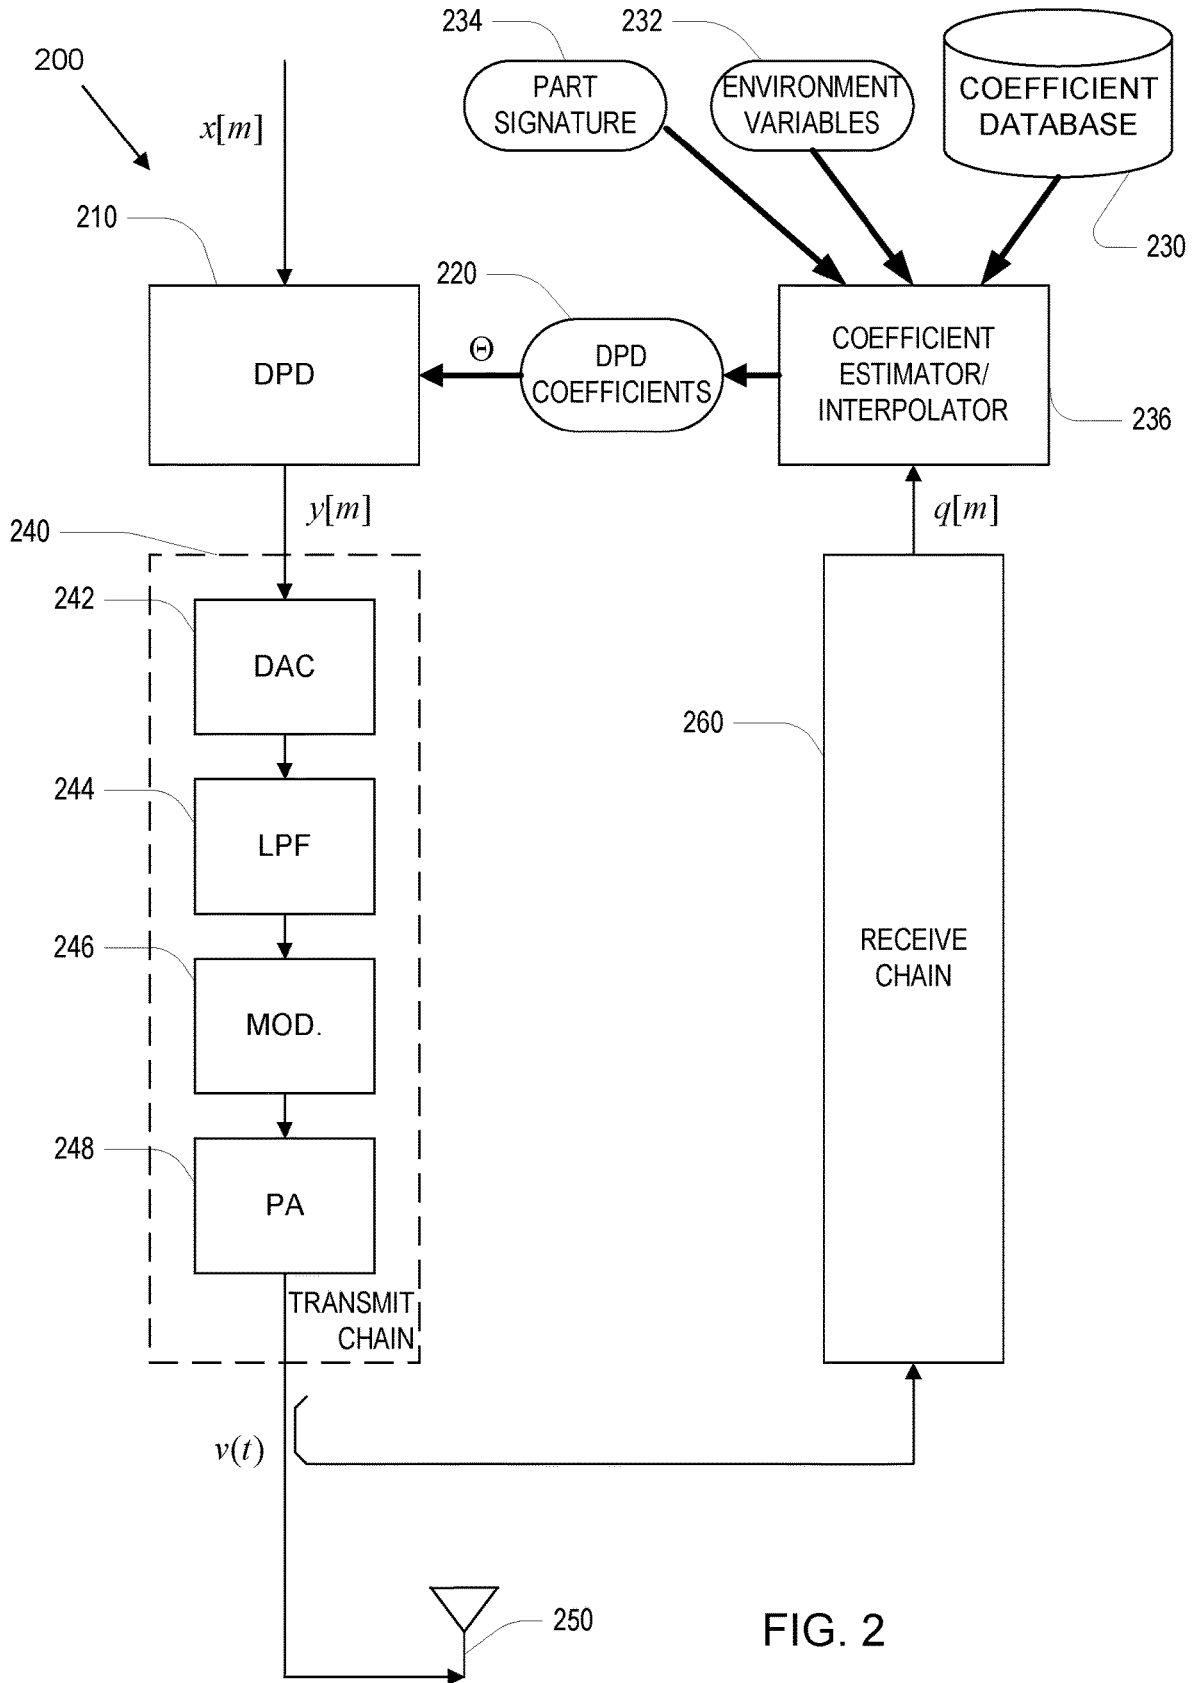 200
x[m]
234
PART
SIGNATURE
232
ENVIRONMENT
VARIABLES
COEFFICIENT
DATABASE
230
210
DPD
220
Θ
DPD
COEFFICIENTS
COEFFICIENT
ESTIMATOR/
INTERPOLATOR
236
y[m]
q[m]
240
242
DAC
244
LPF
246
MOD.
248
PA
TRANSMIT
CHAIN
260
RECEIVE
CHAIN
v(t)
250
FIG. 2